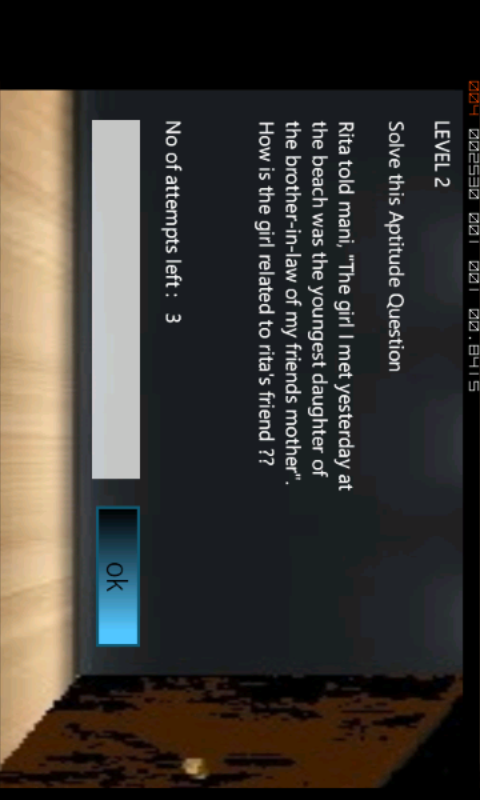 004 002530 001 001 00.8415
LEVEL 2
Solve this Aptitude Question
Rita told mani, "The girl I met yesterday at
the beach was the youngest daughter of
the brother-in-law of my friends mother".
How is the girl related to rita's friend ??
No of attempts left : 3
ok